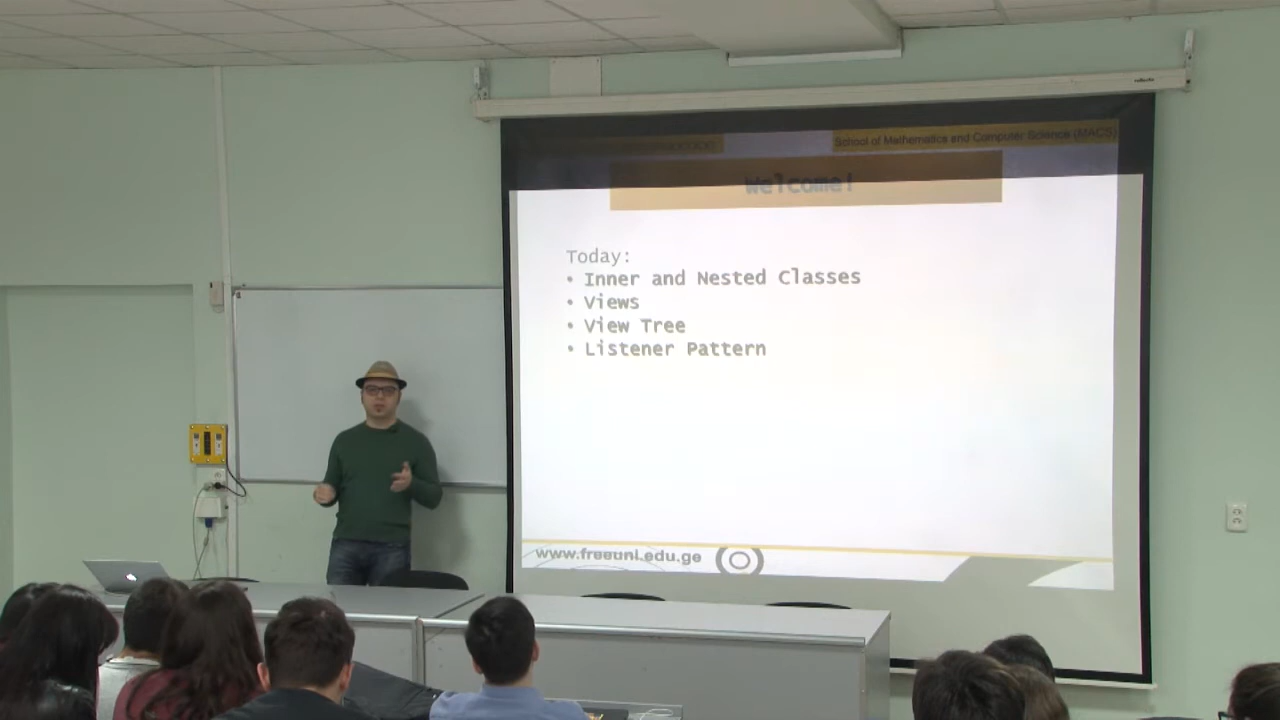 School of Mathematics and Computer Science (MACS)
Welcome!
Today:
• Inner and Nested Classes
• Views
• View Tree
• Listener Pattern
www.freeuni.edu.ge